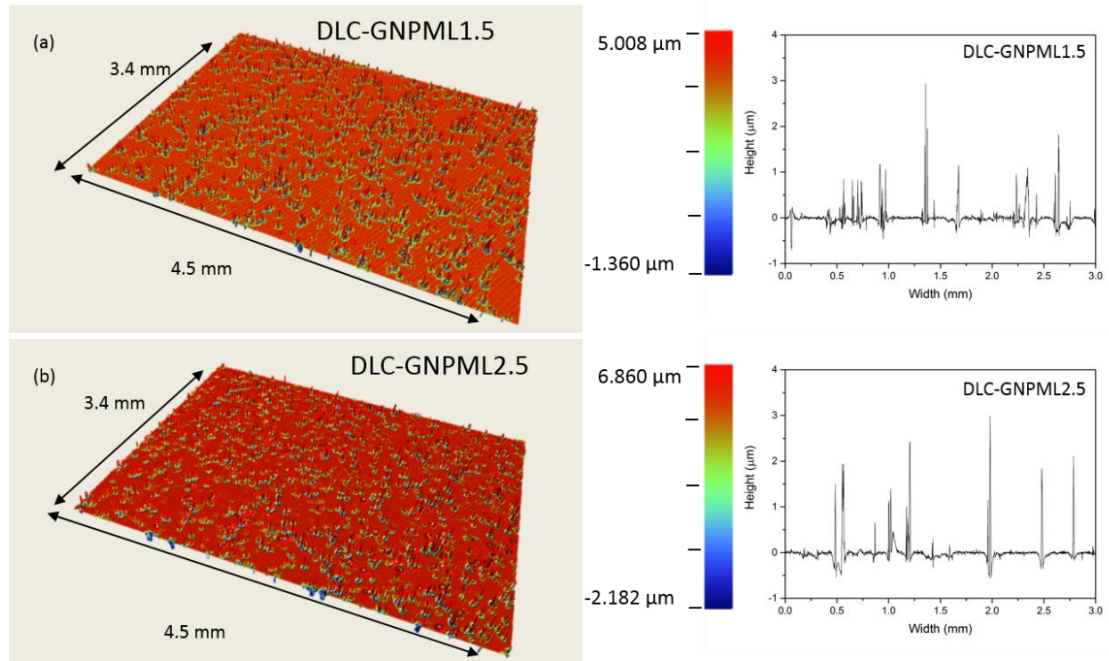 (a)
DLC-GNPML1.5
3.4 mm
4.5 mm
5.008 µm
-1.360 µm
DLC-GNPML1.5
4
3
2
1
0
-1
Height (µm)
0.0 0.5 1.0 1.5 2.0 2.5 3.0
Width (mm)
(b)
DLC-GNPML2.5
3.4 mm
4.5 mm
6.860 µm
-2.182 µm
DLC-GNPML2.5
4
3
2
1
0
-1
Height (µm)
0.0 0.5 1.0 1.5 2.0 2.5 3.0
Width (mm)